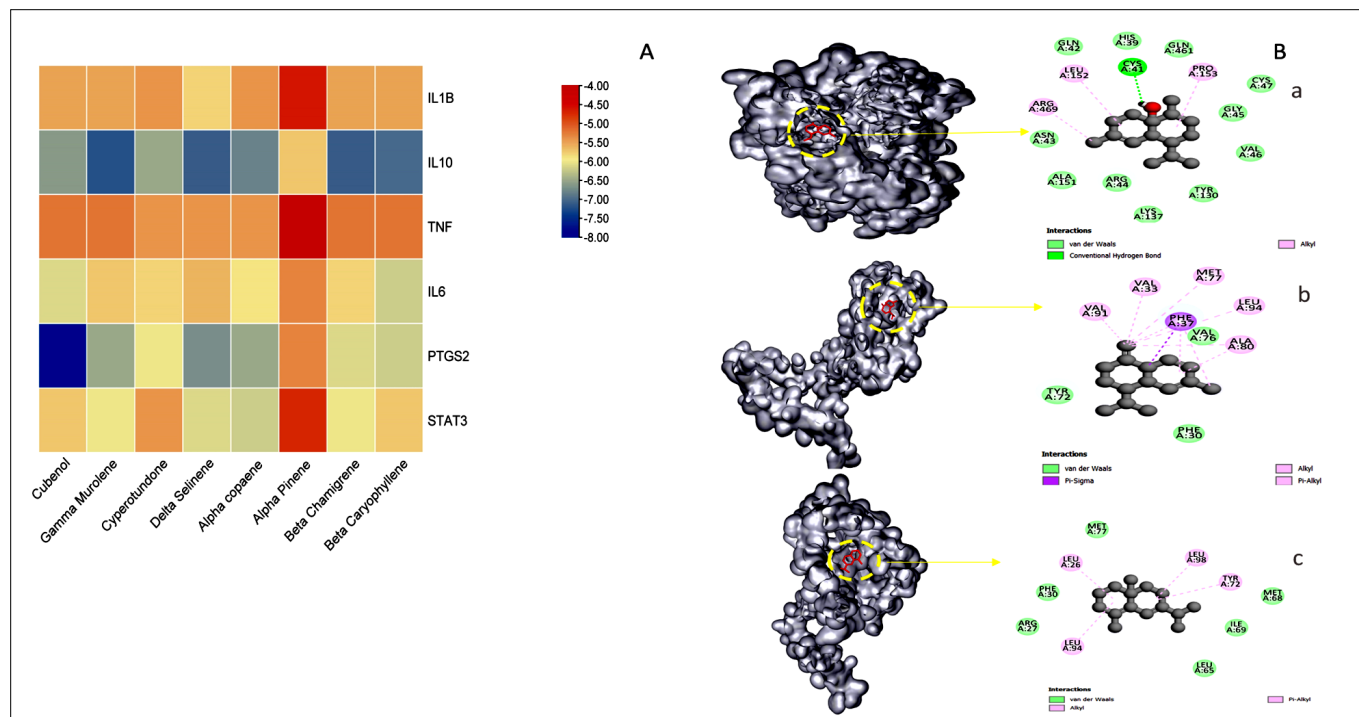 A
IL1B
IL10
TNF
IL6
PTGS2
STAT3
Cubenol
Gamma Murolene
Cyperotundone
Delta Selinene
Alpha copaene
Alpha Pinene
Beta Chamigrene
Beta Caryophyllene
-4.00
-5.00
-5.50
-6.00
-6.50
-7.00
-7.50
-8.00
B
a
GLN
A:42
HIS
A:39
GLN
A:461
LEU
A:152
CYS
A:41
PRO
A:153
CYS
A:47
ARG
A:469
GLY
A:45
ASN
A:43
VAL
A:46
ALA
A:151
ARG
A:44
TYR
A:130
LYS
A:137
Interactions
van der Waals
Conventional Hydrogen Bond
Alkyl
b
MET
A:77
VAL
A:33
VAL
A:91
LEU
A:94
PHE
A:37
VAL
A:76
ALA
A:80
TYR
A:72
PHE
A:30
Interactions
van der Waals
Pi-Sigma
Alkyl
Pi-Alkyl
c
MET
A:77
LEU
A:26
LEU
A:98
TYR
A:72
PHE
A:30
MET
A:68
ARG
A:27
ILE
A:69
LEU
A:94
LEU
A:65
Interactions
van der Waals
Alkyl
Pi-Alkyl